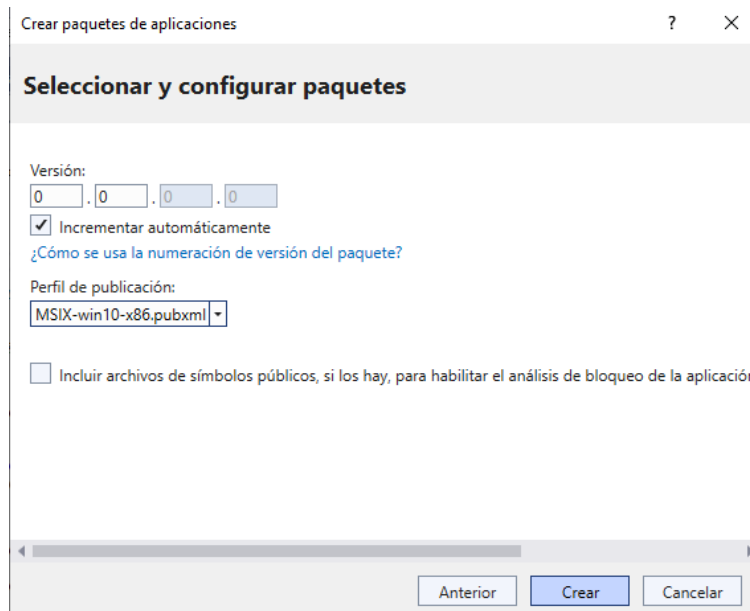 Crear paquetes de aplicaciones
?
Seleccionar y configurar paquetes
Versión:
0 . 0 . 0 . 0
Incrementar automáticamente
¿Cómo se usa la numeración de versión del paquete?
Perfil de publicación:
MSIX-win10-x86.pubxml
Incluir archivos de símbolos públicos, si los hay, para habilitar el análisis de bloqueo de la aplicación
Anterior Crear Cancelar